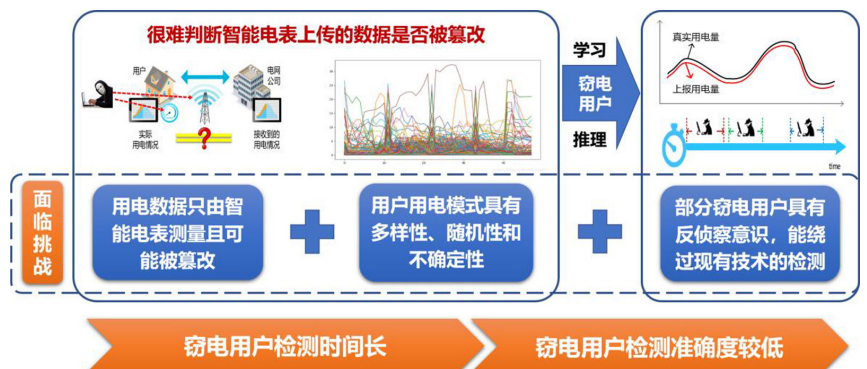 很难判断智能电表上传的数据是否被篡改
用户
电网
公司
?
实际
用电情况
接收到的
用电情况
学习
窃电
用户
推理
真实用电量
上报用电量
time
面临挑战
用电数据只由智
能电表测量且可
能被篡改
用户用电模式具有
多样性、随机性和
不确定性
部分窃电用户具有
反侦察意识，能绕
过现有技术的检测
窃电用户检测时间长
窃电用户检测准确度较低